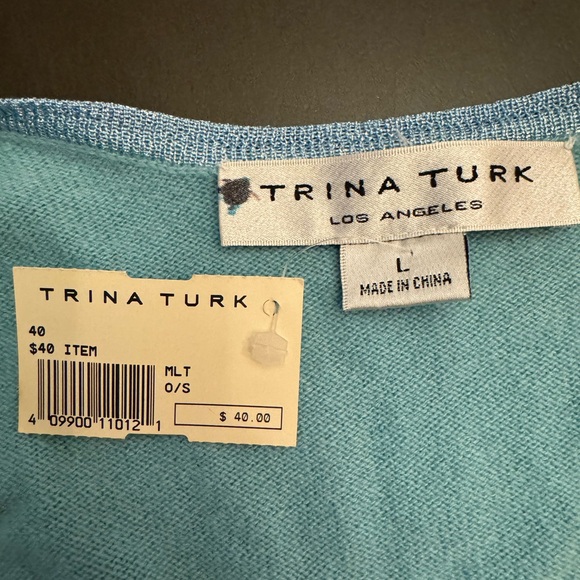 TRINA TURK
LOS ANGELES
L
MADE IN CHINA
TRINA TURK
40
$40 ITEM
MLT
O/S
$ 40.00
4 09900 11012 1